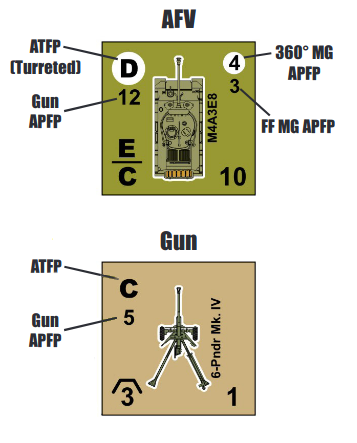 AFV
ATFP
(Turreted)
D
4
360° MG
APFP
Gun
APFP
12
3
FF MG APFP
M4A3E8
E
C
10
Gun
ATFP
C
Gun
APFP
5
6-Pndr Mk. IV
3
1